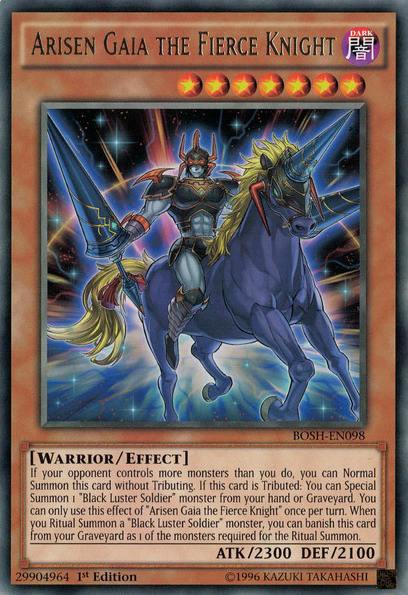 Arisen Gaia the Fierce Knight
DARK
闇
BOSH-EN098
[Warrior/Effect]
If your opponent controls more monsters than you do, you can Normal
Summon this card without Tributing. If this card is Tributed: You can Special
Summon 1 "Black Luster Soldier" monster from your hand or Graveyard. You
can only use this effect of "Arisen Gaia the Fierce Knight" once per turn. When
you Ritual Summon a "Black Luster Soldier" monster, you can banish this card
from your Graveyard as 1 of the monsters required for the Ritual Summon.
ATK/2300 DEF/2100
29904964 1st Edition ©1996 KAZUKI TAKAHASHI